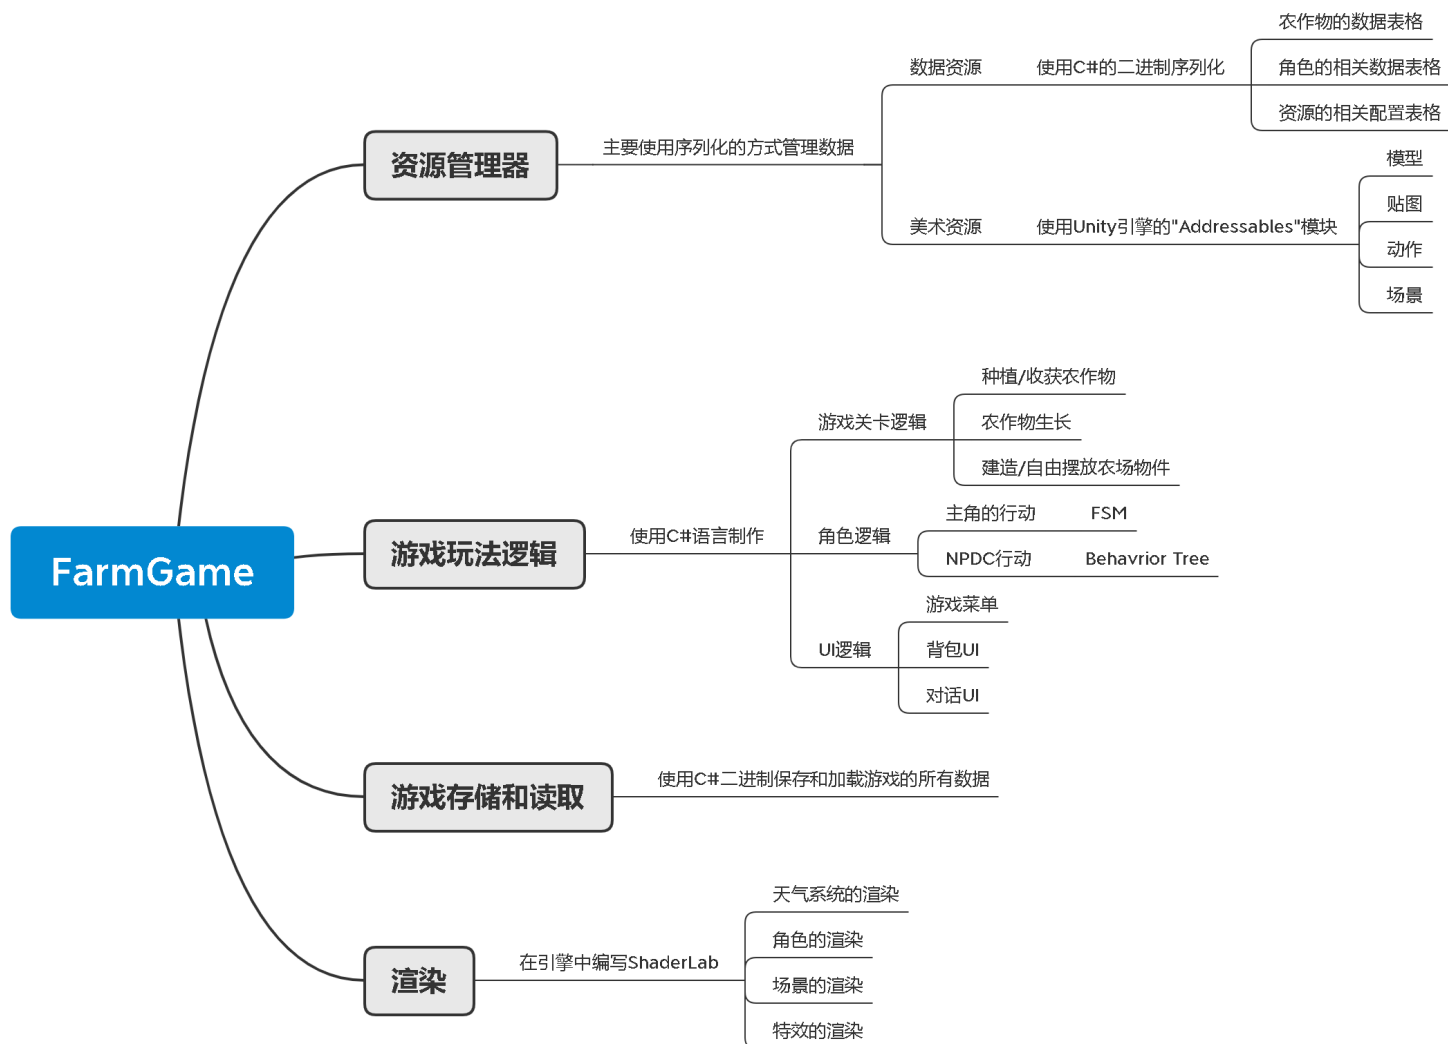 FarmGame
资源管理器
主要使用序列化的方式管理数据
数据资源
使用C#的二进制序列化
农作物的数据表格
角色的相关数据表格
资源的相关配置表格
美术资源
使用Unity引擎的"Addressables"模块
模型
贴图
动作
场景
游戏玩法逻辑
使用C#语言制作
游戏关卡逻辑
种植/收获农作物
农作物生长
建造/自由摆放农场物件
角色逻辑
主角的行动
FSM
NPDC行动
Behavrior Tree
UI逻辑
游戏菜单
背包UI
对话UI
游戏存储和读取
使用C#二进制保存和加载游戏的所有数据
渲染
在引擎中编写ShaderLab
天气系统的渲染
角色的渲染
场景的渲染
特效的渲染